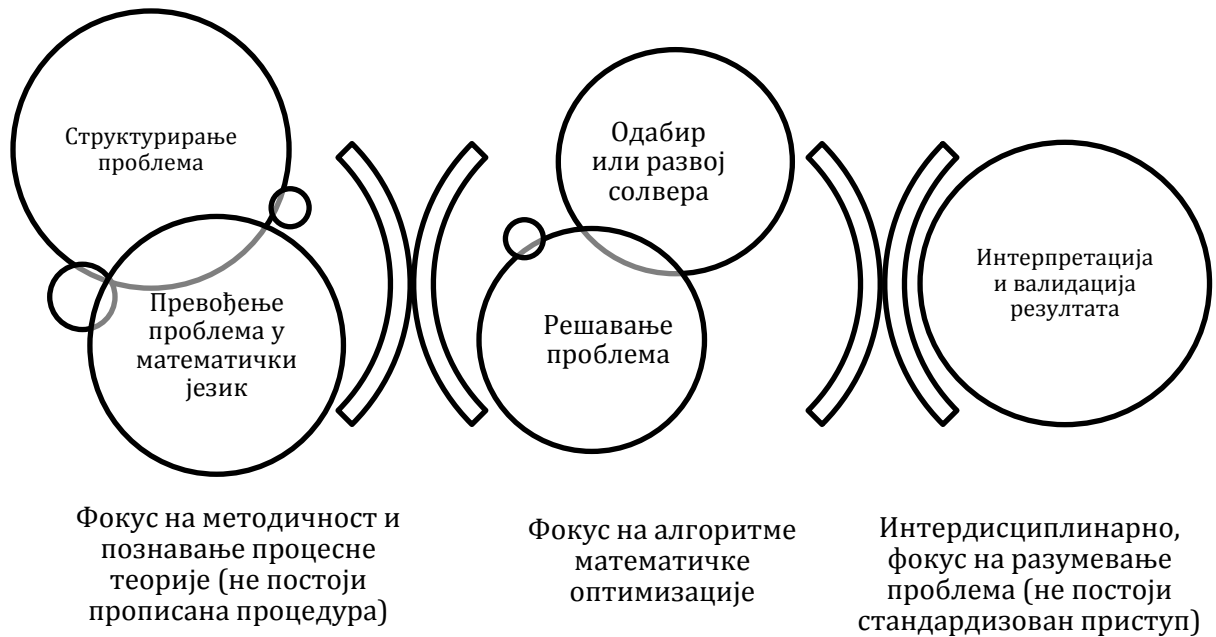 Структурирање
проблема
Превођење
проблема у
математички
језик
Фокус на методичност и
познавање процесне
теорије (не постоји
прописана процедура)
Одабир
или развој
солвера
Решавање
проблема
Фокус на алгоритме
математичке
оптимизације
Интерпретација
и валидација
резултата
Интердисциплинарно,
фокус на разумевање
проблема (не постоји
стандардизован приступ)